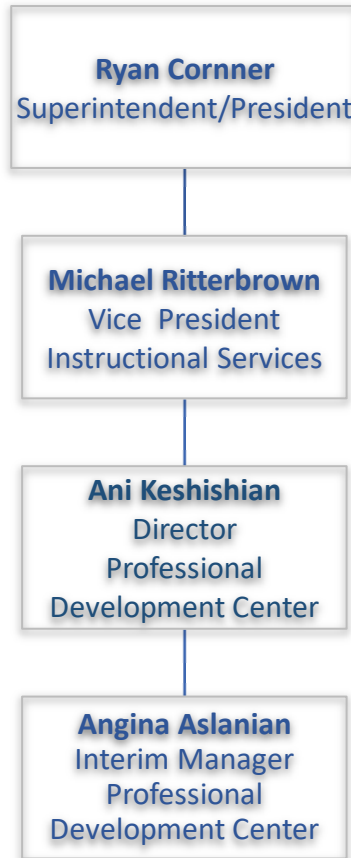 Ryan Cornner
Superintendent/President
Michael Ritterbrown
Vice President
Instructional Services
Ani Keshishian
Director
Professional
Development Center
Angina Aslanian
Interim Manager
Professional
Development Center